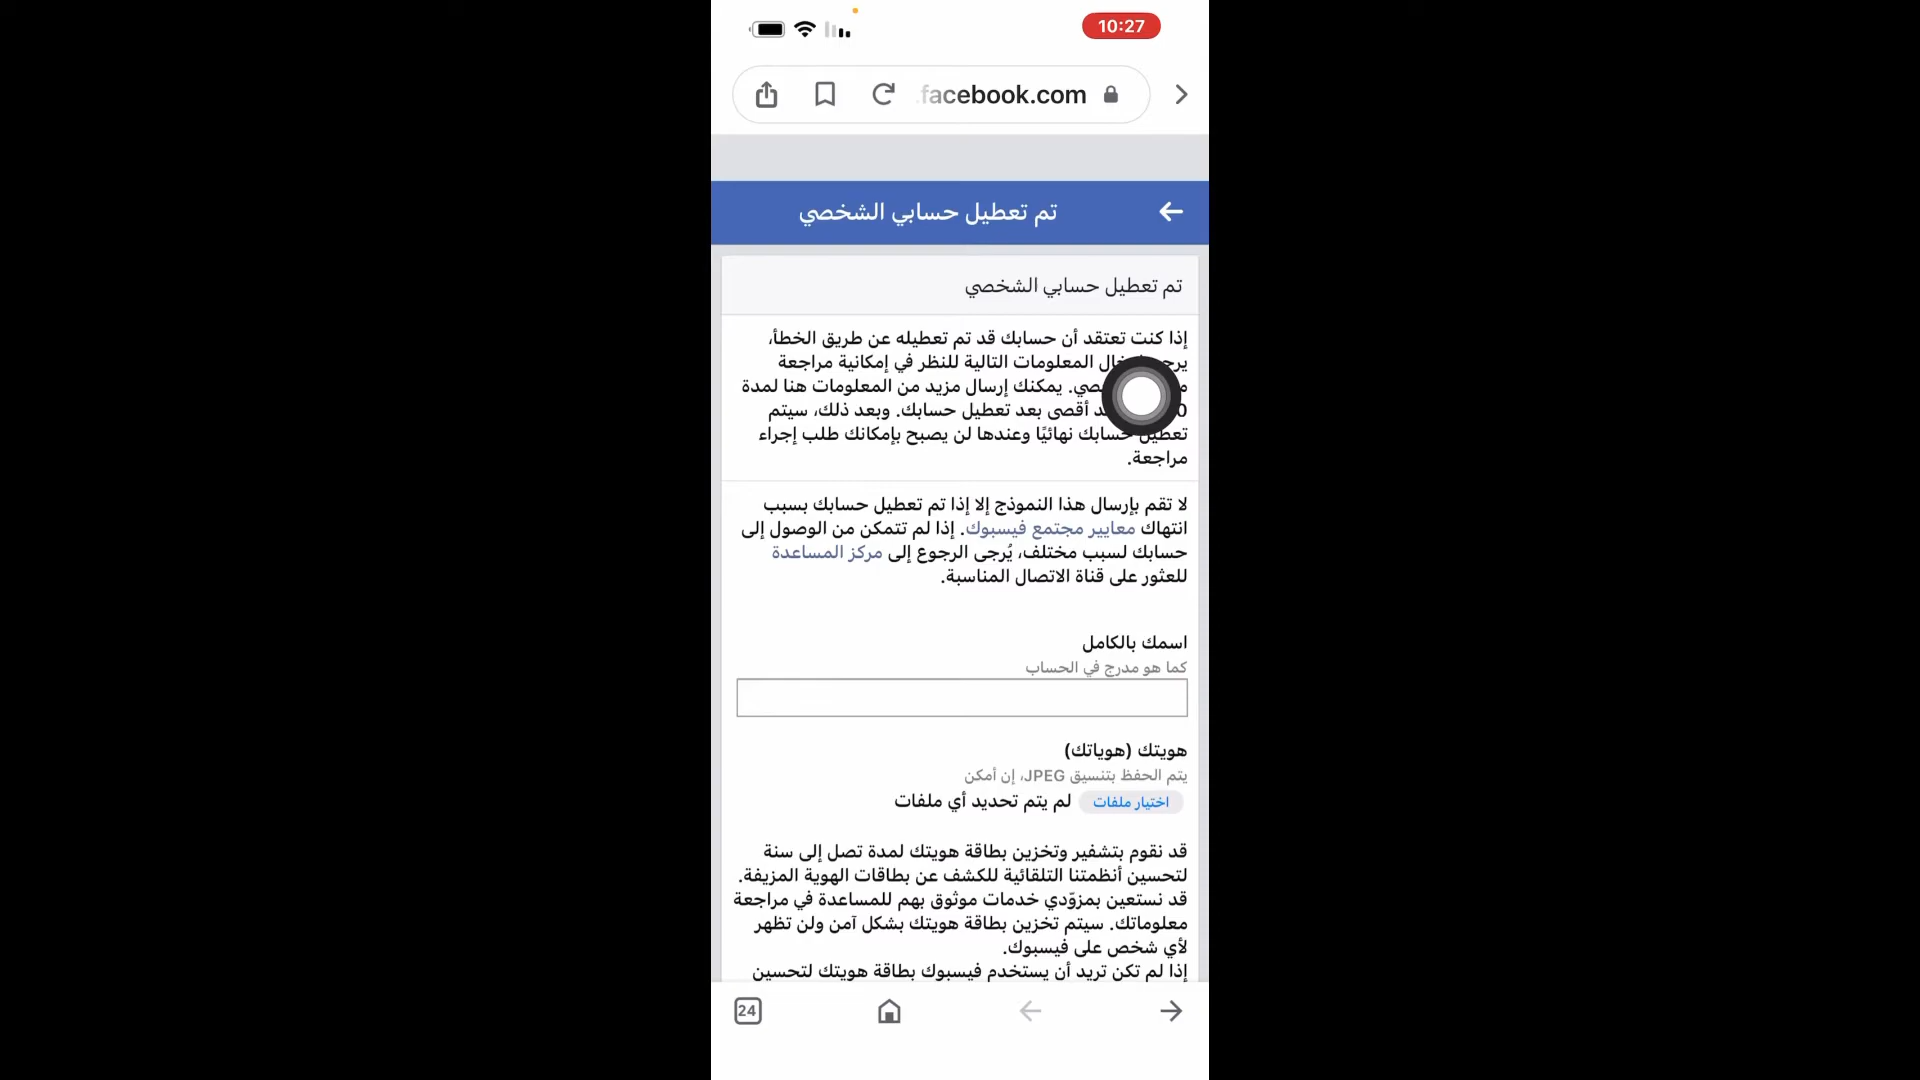 10:27
.facebook.com
تم تعطيل حسابي الشخصي
تم تعطيل حسابي الشخصي
إذا كنت تعتقد أن حسابك قد تم تعطيله عن طريق الخطأ،
المعلومات التالية للنظر في إمكانية مراجعة
يمكنك إرسال مزيد من المعلومات هنا لمدة
أقصى بعد تعطيل حسابك. وبعد ذلك، سيتم
تعطيل حسابك نهائيًا وعندها لن يصبح بإمكانك طلب إجراء
مراجعة.
لا تقم بإرسال هذا النموذج إلا إذا تم تعطيل حسابك بسبب
انتهاك معايير مجتمع فيسبوك. إذا لم تتمكن من الوصول إلى
حسابك لسبب مختلف، يُرجى الرجوع إلى مركز المساعدة
للعثور على قناة الاتصال المناسبة.
اسمك بالكامل
كما هو مدرج في الحساب
هويتك (هوياتك)
يتم الحفظ بتنسيق JPEG، إن أمكن
اختيار ملفات لم يتم تحديد أي ملفات
قد نقوم بتشفير وتخزين بطاقة هويتك لمدة تصل إلى سنة
لتحسين أنظمتنا التلقائية للكشف عن بطاقات الهوية المزيفة.
قد نستعين بمزوّدي خدمات موثوق بهم للمساعدة في مراجعة
معلوماتك. سيتم تخزين بطاقة هويتك بشكل آمن ولن تظهر
لأي شخص على فيسبوك.
إذا لم تكن تريد أن يستخدم فيسبوك بطاقة هويتك لتحسين
24